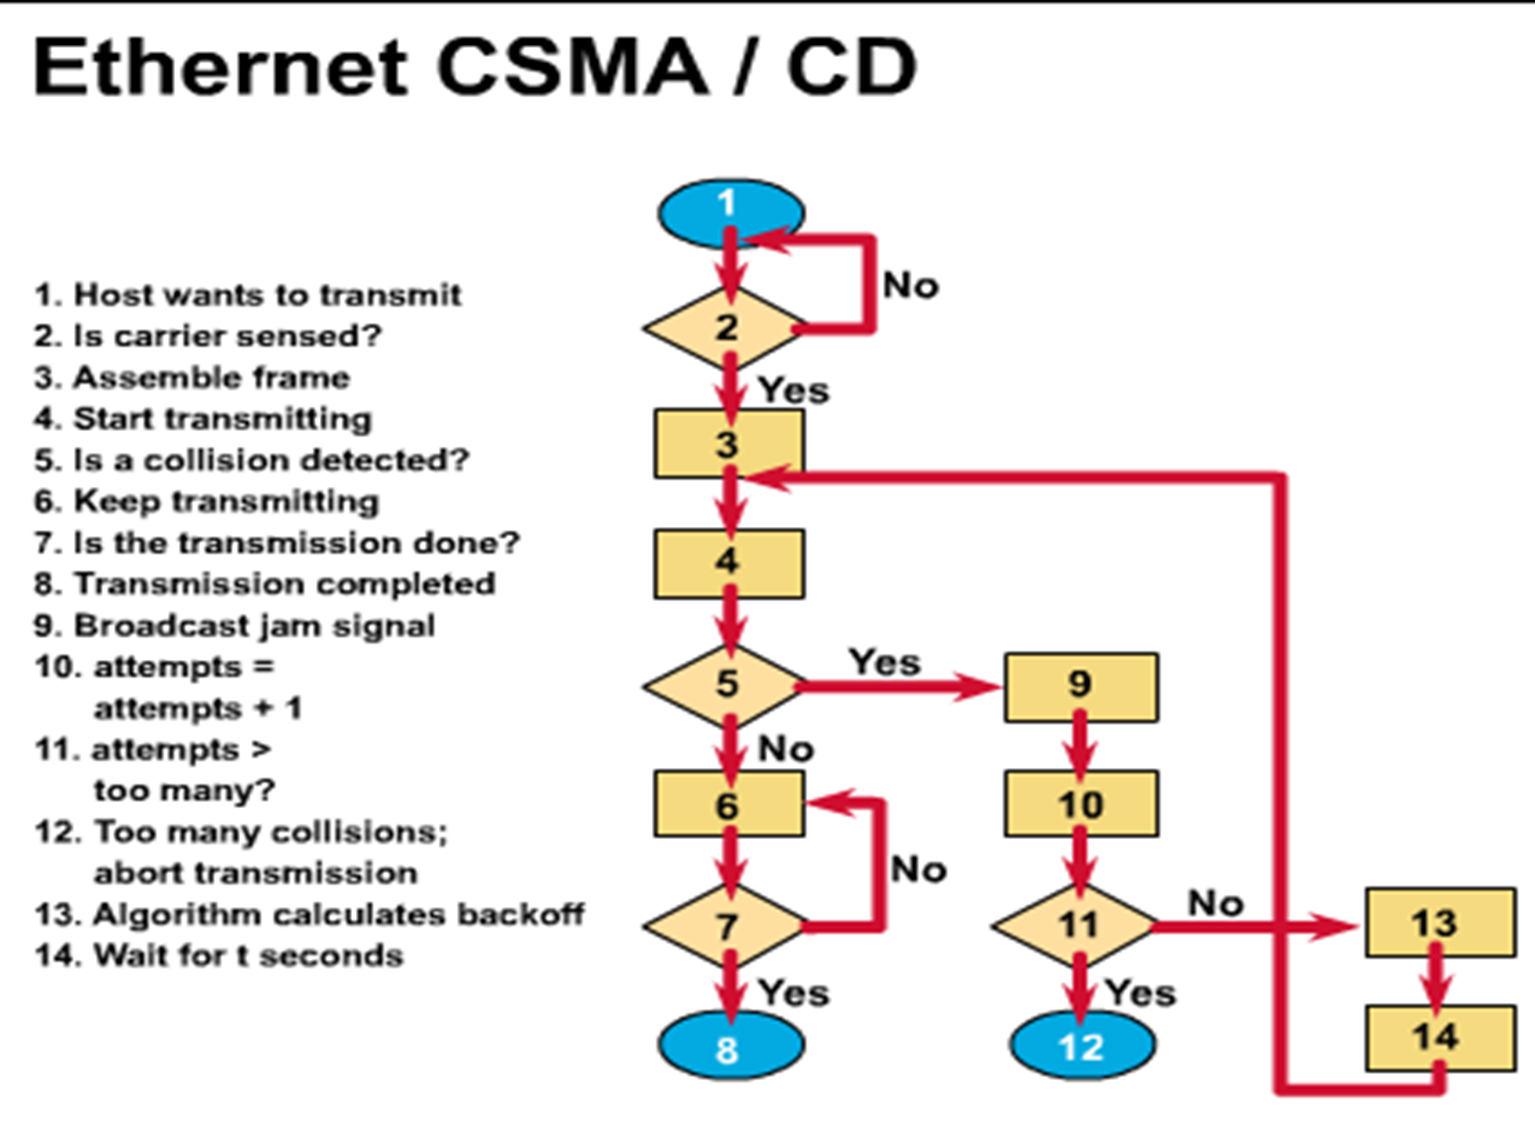 Ethernet CSMA / CD
1. Host wants to transmit
2. Is carrier sensed?
3. Assemble frame
4. Start transmitting
5. Is a collision detected?
6. Keep transmitting
7. Is the transmission done?
8. Transmission completed
9. Broadcast jam signal
10. attempts =
attempts + 1
11. attempts >
too many?
12. Too many collisions;
abort transmission
13. Algorithm calculates backoff
14. Wait for t seconds
1
No
2
Yes
3
4
5
Yes
9
No
6
10
No
7
11
No
13
Yes
Yes
8
12
14